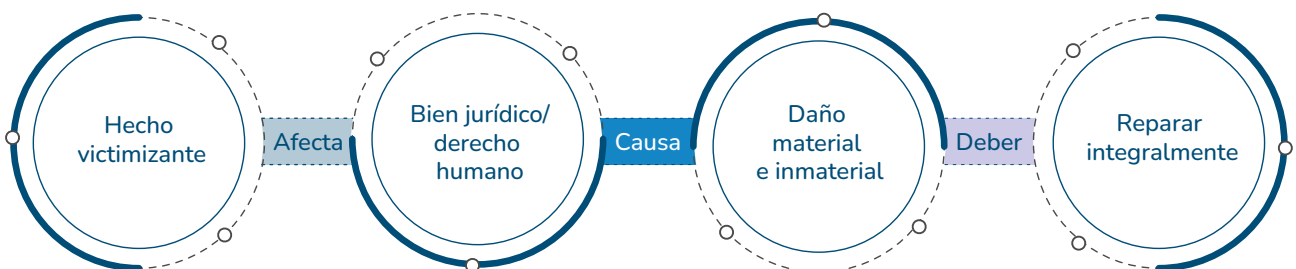 Hecho
victimizante
Afecta
Bien jurídico/
derecho
humano
Causa
Daño
material
e inmaterial
Deber
Reparar
integralmente